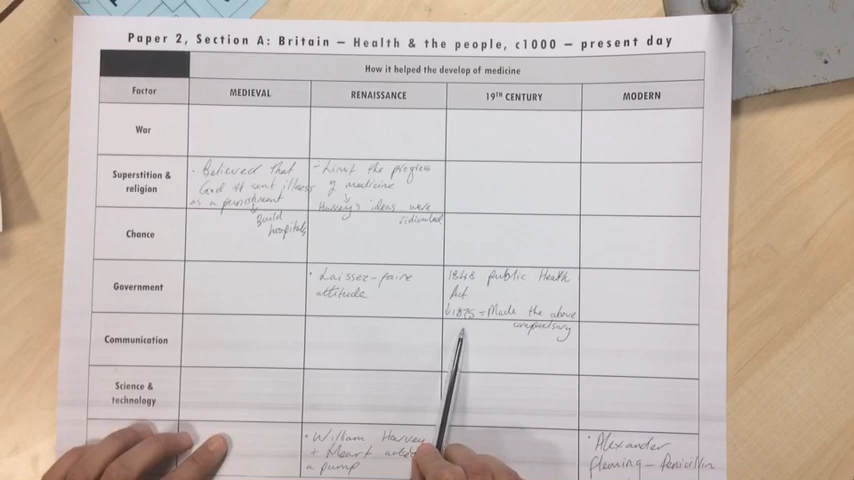 Paper 2, Section A: Britain – Health & the people, c1000 – present day
How it helped the develop of medicine
Factor
MEDIEVAL
RENAISSANCE
19TH CENTURY
MODERN
War
Superstition &
religion
· Believed that
God sent illness
as a punishment
Build
hospitals
- Limit the progress
of medicine
Harvey's ideas were
ridiculed
Chance
Government
· Laissez-faire
attitude
1848 public Health
Act
↓1875 = Made the above
compulsory
Communication
Science &
technology
· William Harvey
+ Heart acted
a pump
· Alexander
Fleming – Penicillin